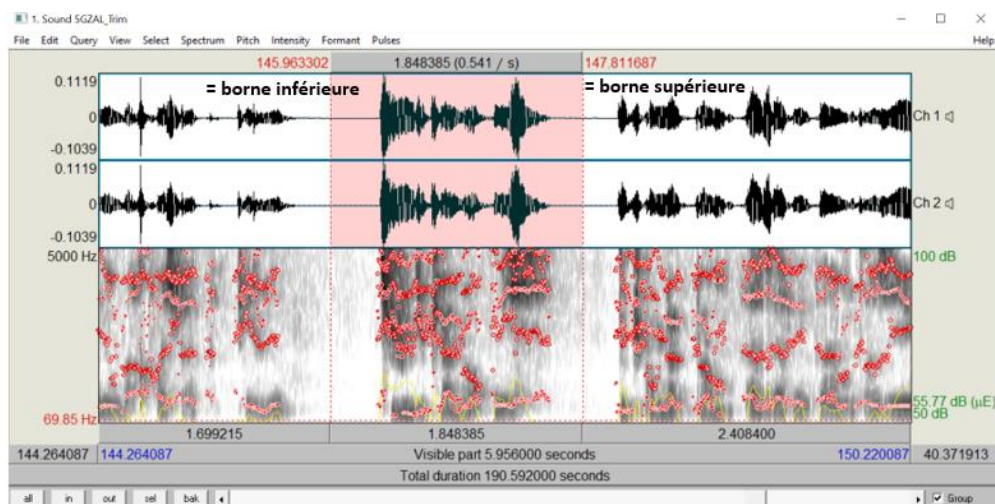 1. Sound 5GZAL_Trim
File Edit Query View Select Spectrum Pitch Intensity Formant Pulses Help
145.963302 1.848385 (0.541 / s) 147.811687
0.1119 = borne inférieure = borne supérieure
0 Ch 1
-0.1039
0.1119
0 Ch 2
-0.1039
5000 Hz 100 dB
55.77 dB (µE)
69.85 Hz 50 dB
1.699215 1.848385 2.408400
144.264087 144.264087 Visible part 5.956000 seconds 150.220087 40.371913
Total duration 190.592000 seconds
all in out sel bak Group